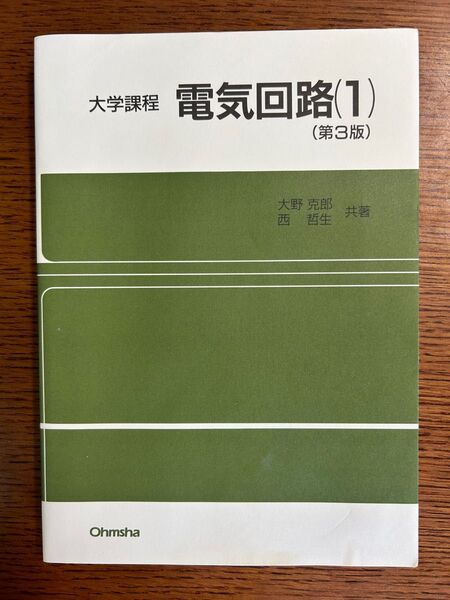 大学課程 電気回路(1)
(第3版)
大野 克郎
西 哲生 共著
Ohmsha